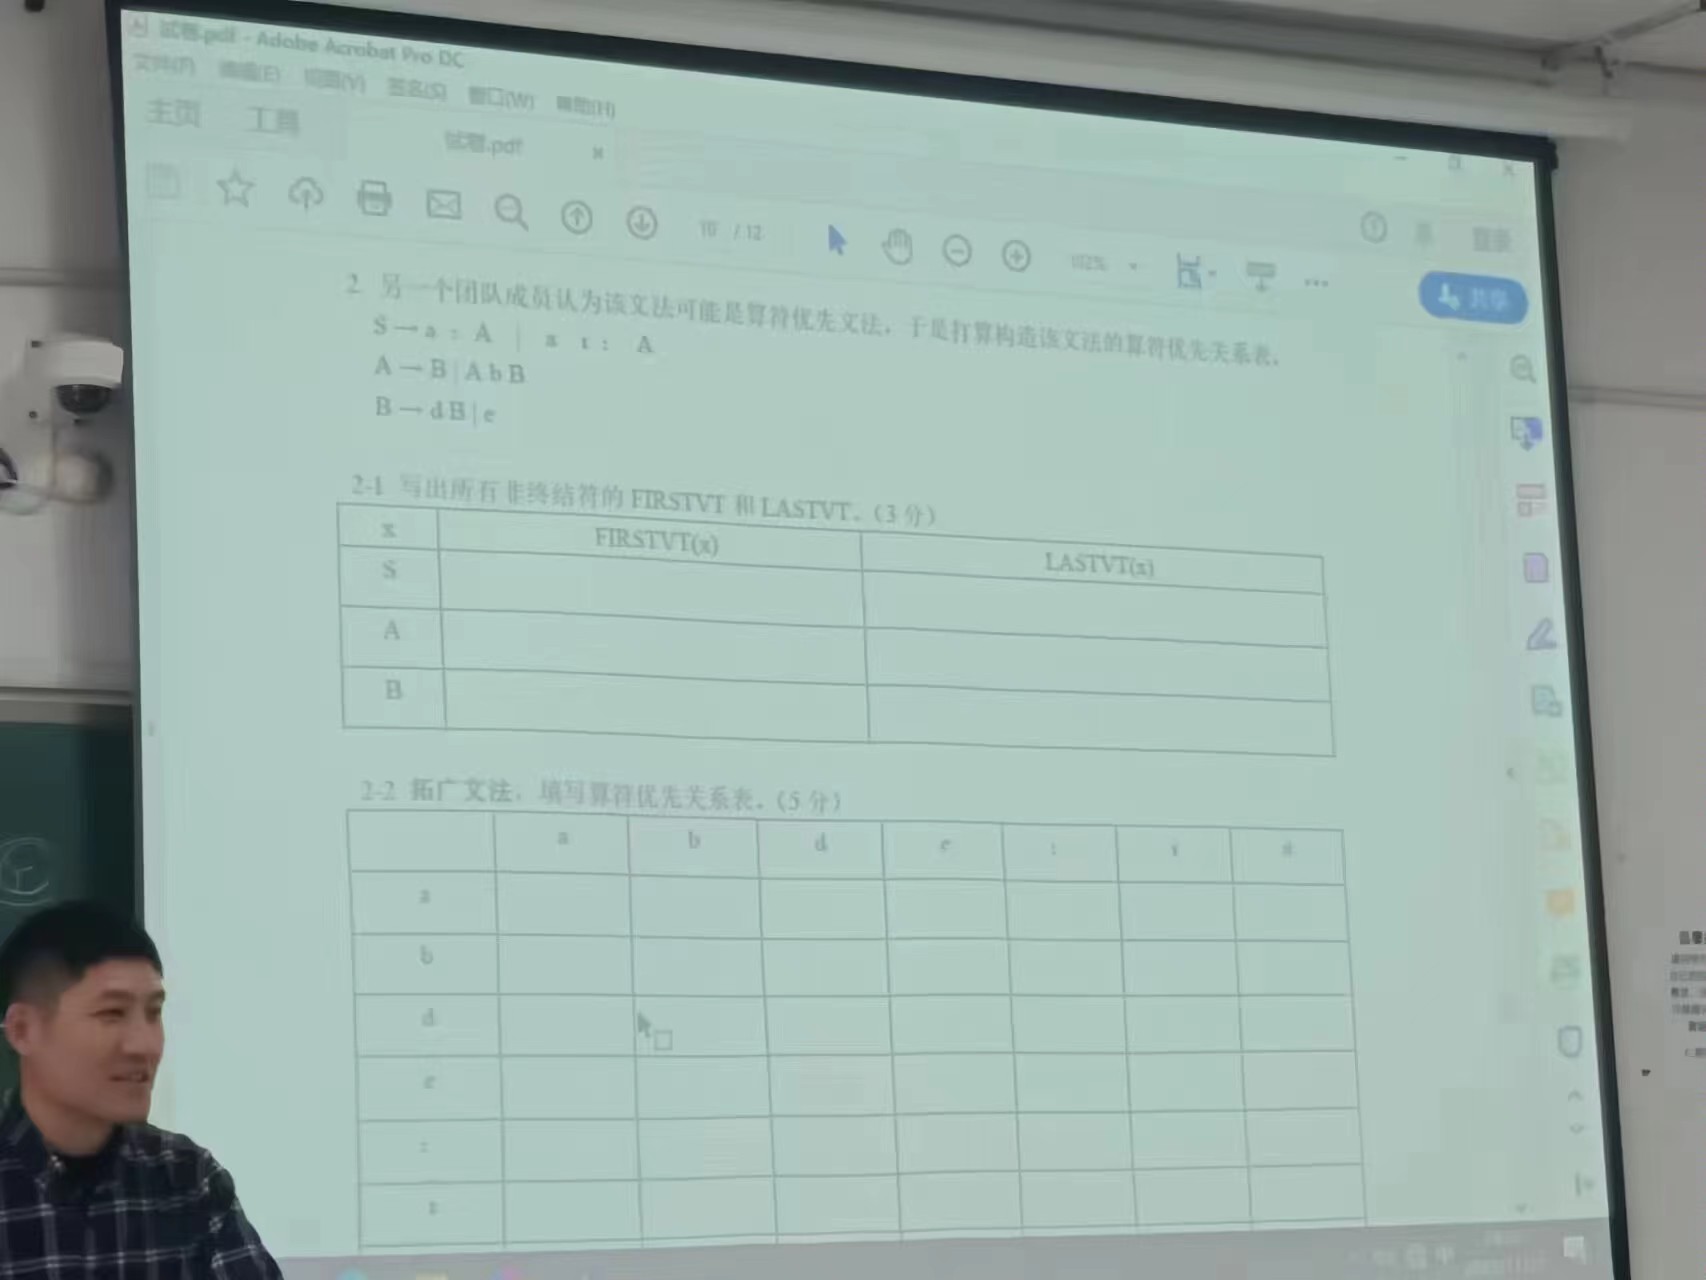 试卷.pdf - Adobe Acrobat Pro DC
文件(F) 编辑(E) 视图(V) 签名(S) 窗口(W) 帮助(H)
主页 工具 试卷.pdf
10 / 12 102%
登录
共享
2 另一个团队成员认为该文法可能是算符优先文法，于是打算构造该文法的算符优先关系表。
S→a : A |
A→B | A b B
B→d B | e
2-1 写出所有非终结符的 FIRSTVT 和 LASTVT。（3 分）
x FIRSTVT(x) LASTVT(x)
S
A
B
2-2 拓广文法，填写算符优先关系表。（5 分）
a b d e :
a
b
d
e